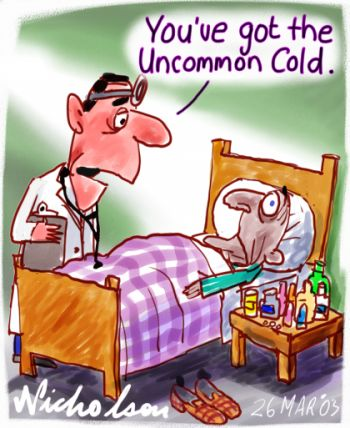 You've got the
Uncommon Cold.
Nicholson
26 MAR '03